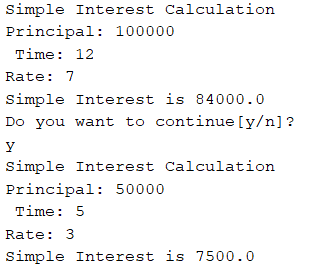 Simple Interest Calculation
Principal: 100000
 Time: 12
Rate: 7
Simple Interest is 84000.0
Do you want to continue[y/n]?
y
Simple Interest Calculation
Principal: 50000
 Time: 5
Rate: 3
Simple Interest is 7500.0